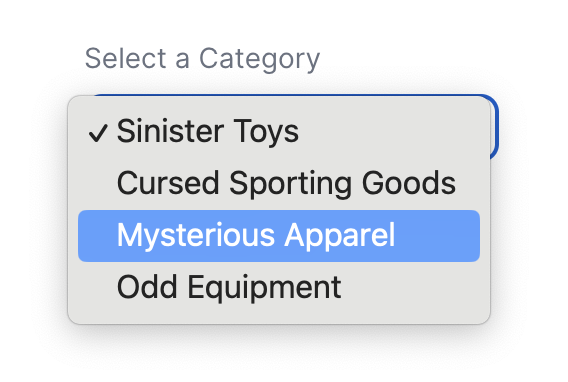 Select a Category
✓ Sinister Toys
Cursed Sporting Goods
Mysterious Apparel
Odd Equipment